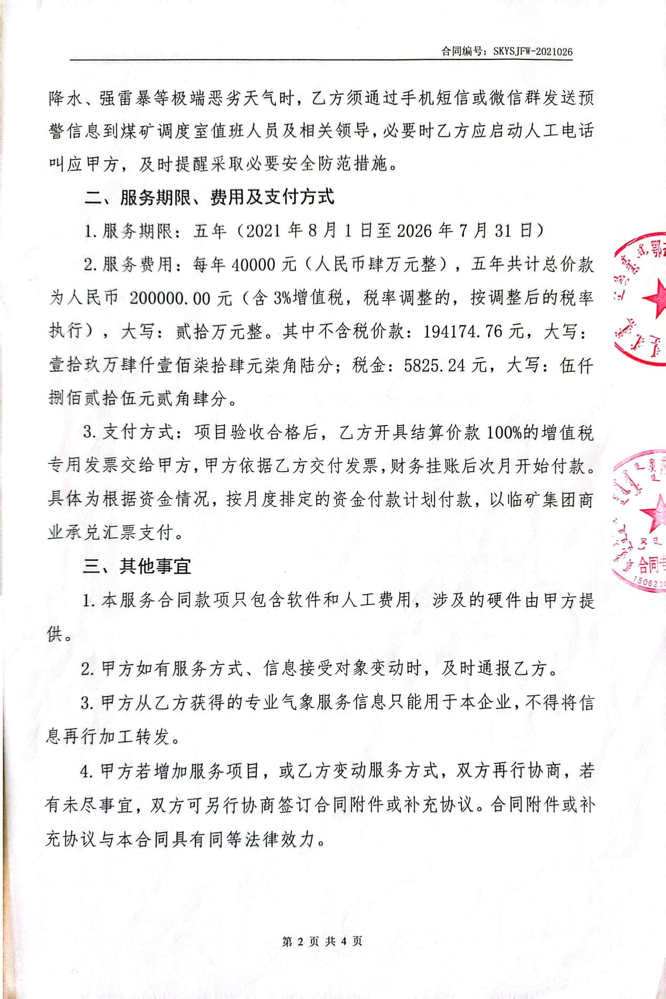 合同编号：SKYSJFW-2021026
降水、强雷暴等极端恶劣天气时，乙方须通过手机短信或微信群发送预
警信息到煤矿调度室值班人员及相关领导，必要时乙方应启动人工电话
叫应甲方，及时提醒采取必要安全防范措施。
二、服务期限、费用及支付方式
1.服务期限：五年（2021 年 8 月 1 日至 2026 年 7 月 31 日）
2.服务费用：每年 40000 元（人民币肆万元整），五年共计总价款
为人民币 200000.00 元（含 3%增值税，税率调整的，按调整后的税率
执行），大写：贰拾万元整。其中不含税价款：194174.76 元，大写：
壹拾玖万肆仟壹佰柒拾肆元柒角陆分；税金：5825.24 元，大写：伍仟
捌佰贰拾伍元贰角肆分。
3.支付方式：项目验收合格后，乙方开具结算价款 100%的增值税
专用发票交给甲方，甲方依据乙方交付发票，财务挂账后次月开始付款。
具体为根据资金情况，按月度排定的资金付款计划付款，以临矿集团商
业承兑汇票支付。
三、其他事宜
1.本服务合同款项只包含软件和人工费用，涉及的硬件由甲方提
供。
2.甲方如有服务方式、信息接受对象变动时，及时通报乙方。
3.甲方从乙方获得的专业气象服务信息只能用于本企业，不得将信
息再行加工转发。
4.甲方若增加服务项目，或乙方变动服务方式，双方再行协商，若
有未尽事宜，双方可另行协商签订合同附件或补充协议。合同附件或补
充协议与本合同具有同等法律效力。
第 2 页 共 4 页
鄂
合同专
150623